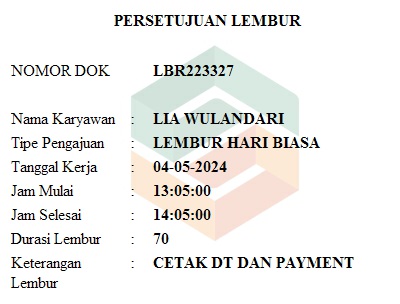 PERSETUJUAN LEMBUR
NOMOR DOK LBR223327
Nama Karyawan : LIA WULANDARI
Tipe Pengajuan : LEMBUR HARI BIASA
Tanggal Kerja : 04-05-2024
Jam Mulai : 13:05:00
Jam Selesai : 14:05:00
Durasi Lembur : 70
Keterangan : CETAK DT DAN PAYMENT
Lembur